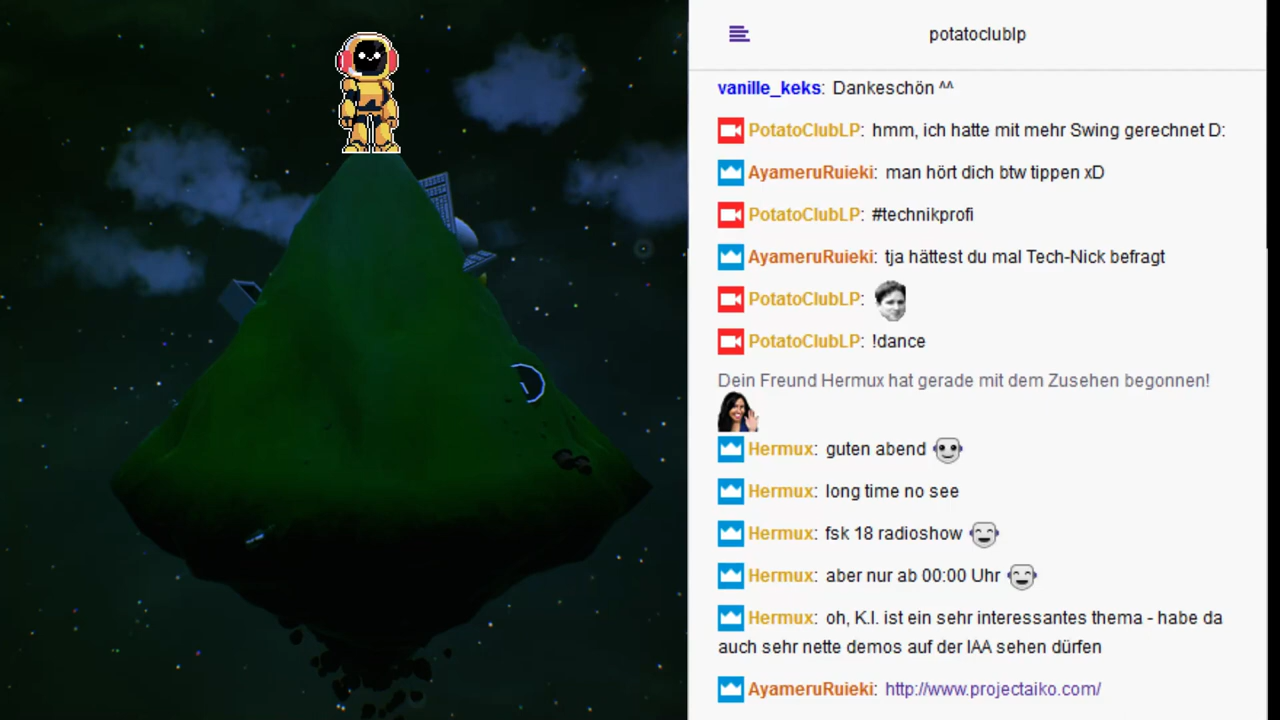 potatoclublp
vanille_keks: Dankeschön ^^
PotatoClubLP: hmm, ich hatte mit mehr Swing gerechnet D:
AyameruRuieki: man hört dich btw tippen xD
PotatoClubLP: #technikprofi
AyameruRuieki: tja hättest du mal Tech-Nick befragt
PotatoClubLP:
PotatoClubLP: !dance
Dein Freund Hermux hat gerade mit dem Zusehen begonnen!
Hermux: guten abend
Hermux: long time no see
Hermux: fsk 18 radioshow
Hermux: aber nur ab 00:00 Uhr
Hermux: oh, K.I. ist ein sehr interessantes thema - habe da
auch sehr nette demos auf der IAA sehen dürfen
AyameruRuieki: http://www.projectaiko.com/